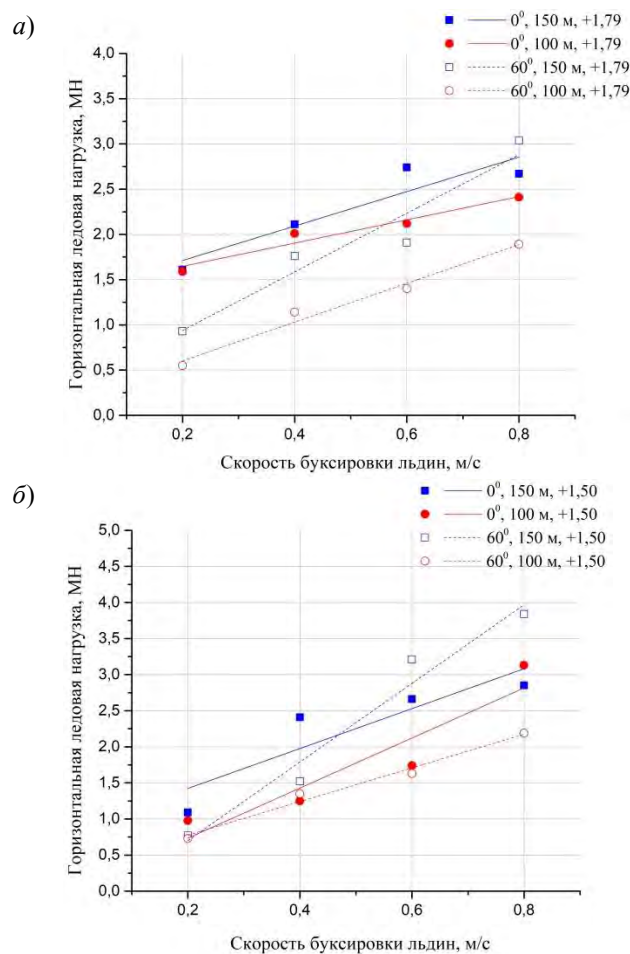 а)
0⁰, 150 м, +1,79
0⁰, 100 м, +1,79
60⁰, 150 м, +1,79
60⁰, 100 м, +1,79
Горизонтальная ледовая нагрузка, МН
4,0
3,5
3,0
2,5
2,0
1,5
1,0
0,5
0,0
0,2 0,4 0,6 0,8
Скорость буксировки льдин, м/с
б)
0⁰, 150 м, +1,50
0⁰, 100 м, +1,50
60⁰, 150 м, +1,50
60⁰, 100 м, +1,50
Горизонтальная ледовая нагрузка, МН
5,0
4,5
4,0
3,5
3,0
2,5
2,0
1,5
1,0
0,5
0,0
0,2 0,4 0,6 0,8
Скорость буксировки льдин, м/с